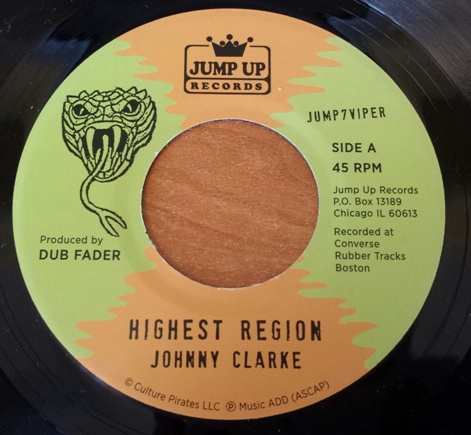 JUMP UP
RECORDS
JUMP7VIPER
SIDE A
45 RPM
Jump Up Records
P.O. Box 13189
Chicago IL 60613
Recorded at
Converse
Rubber Tracks
Boston
Produced by
DUB FADER
HIGHEST REGION
JOHNNY CLARKE
© Culture Pirates LLC ℗ Music ADD (ASCAP)